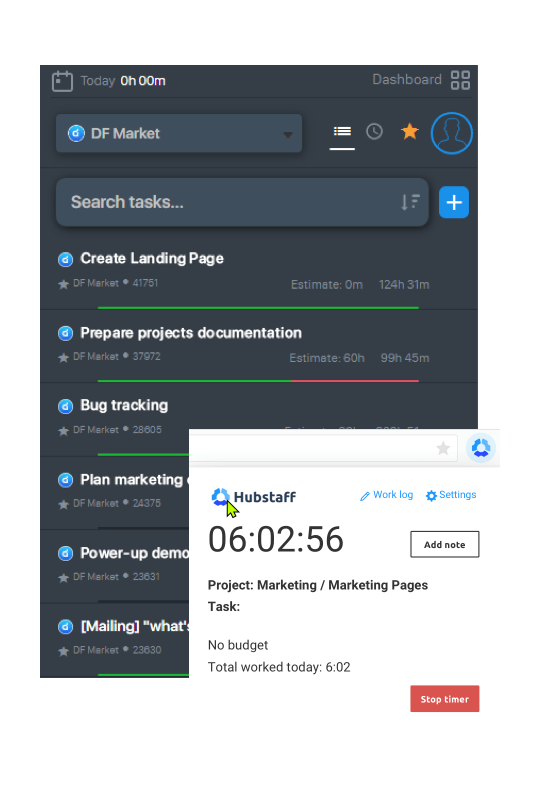 Today 0h 00m Dashboard
DF Market
Search tasks...
Create Landing Page
DF Market • 41751 Estimate: 0m 124h 31m
Prepare projects documentation
DF Market • 37972 Estimate: 60h 99h 45m
Bug tracking
DF Market • 28605
Plan marketing
DF Market • 24375
Power-up demo
DF Market • 23631
[Mailing] "what's
DF Market • 23630
Hubstaff Work log Settings
06:02:56
Add note
Project: Marketing / Marketing Pages
Task:
No budget
Total worked today: 6:02
Stop timer